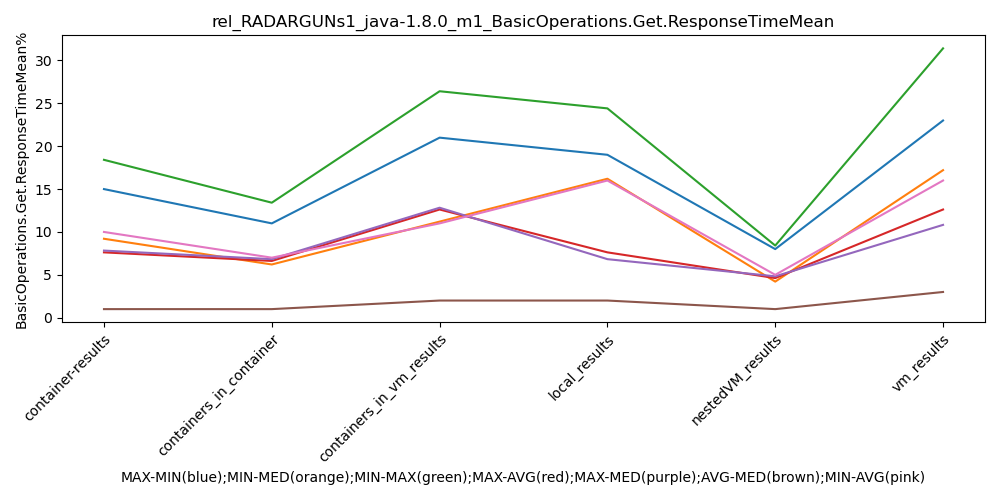 rel_RADARGUNs1_java-1.8.0_m1_BasicOperations.Get.ResponseTimeMean
BasicOperations.Get.ResponseTimeMean%
30
25
20
15
10
5
0
container-results
containers_in_container
containers_in_vm_results
local_results
nestedVM_results
vm_results
MAX-MIN(blue);MIN-MED(orange);MIN-MAX(green);MAX-AVG(red);MAX-MED(purple);AVG-MED(brown);MIN-AVG(pink)